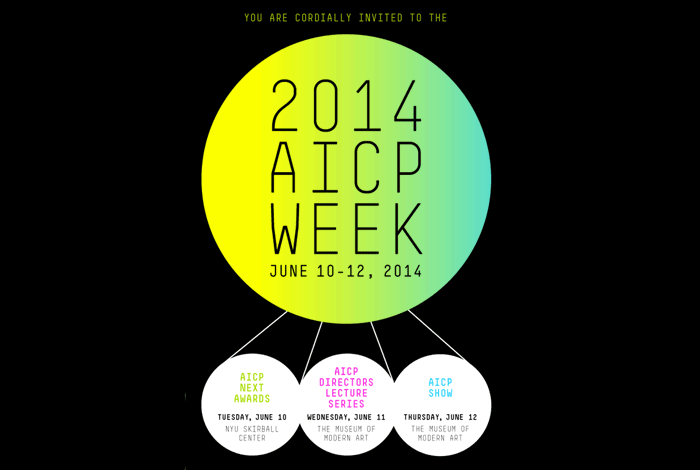 YOU ARE CORDIALLY INVITED TO THE
2014
AICP
WEEK
JUNE 10-12, 2014
AICP
NEXT
AWARDS
TUESDAY, JUNE 10
NYU SKIRBALL
CENTER
AICP
DIRECTORS
LECTURE
SERIES
WEDNESDAY, JUNE 11
THE MUSEUM OF
MODERN ART
AICP
SHOW
THURSDAY, JUNE 12
THE MUSEUM OF
MODERN ART